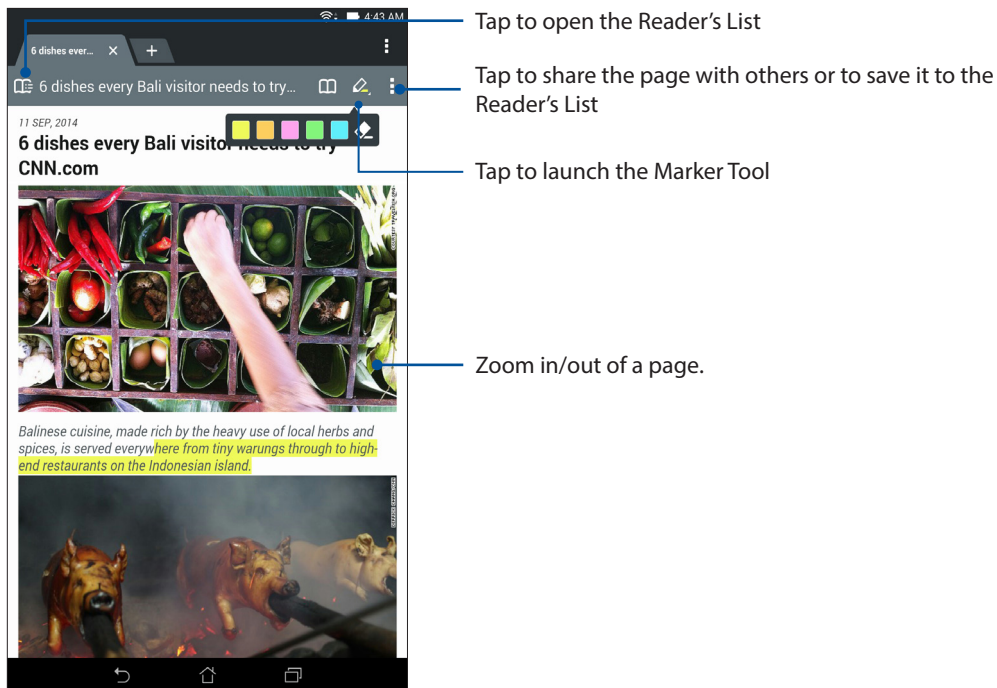 4:43 AM
Tap to open the Reader's List
6 dishes ever...
6 dishes every Bali visitor needs to try...
Tap to share the page with others or to save it to the
Reader's List
11 SEP, 2014
6 dishes every Bali visitor needs to try
CNN.com
Tap to launch the Marker Tool
Zoom in/out of a page.
Balinese cuisine, made rich by the heavy use of local herbs and
spices, is served everywhere from tiny warungs through to high-
end restaurants on the Indonesian island.